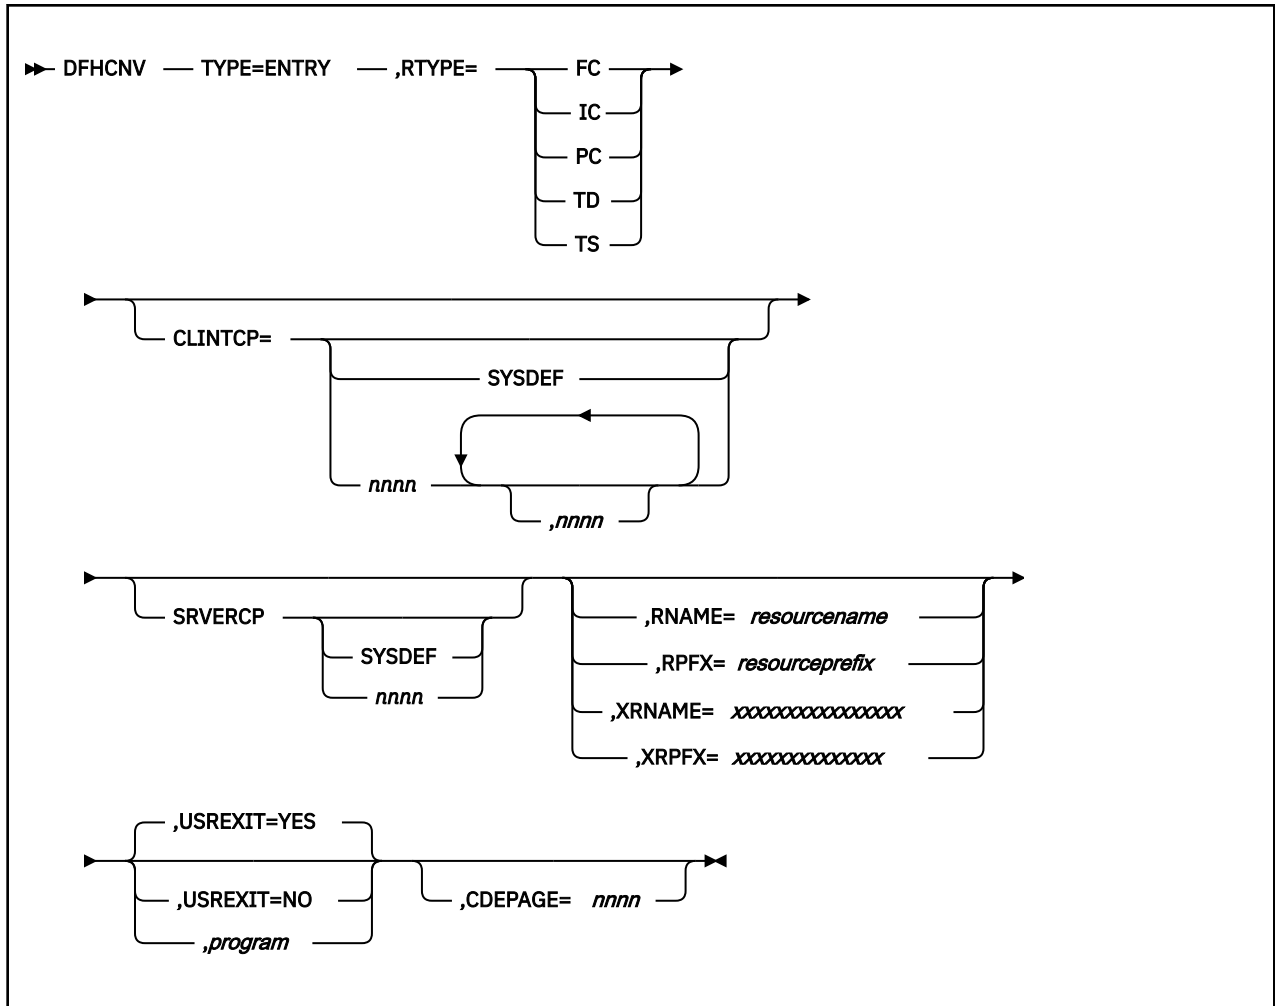 DFHCNV TYPE=ENTRY ,RTYPE= FC
IC
PC
TD
TS
CLINTCP=
SYSDEF
nnnn
,nnnn
SRVERCP ,RNAME= resourcename
SYSDEF ,RPFX= resourceprefix
nnnn ,XRNAME= xxxxxxxxxxxxxxxx
,XRPFX= xxxxxxxxxxxxxx
,USREXIT=YES
,USREXIT=NO ,CDEPAGE= nnnn
,program